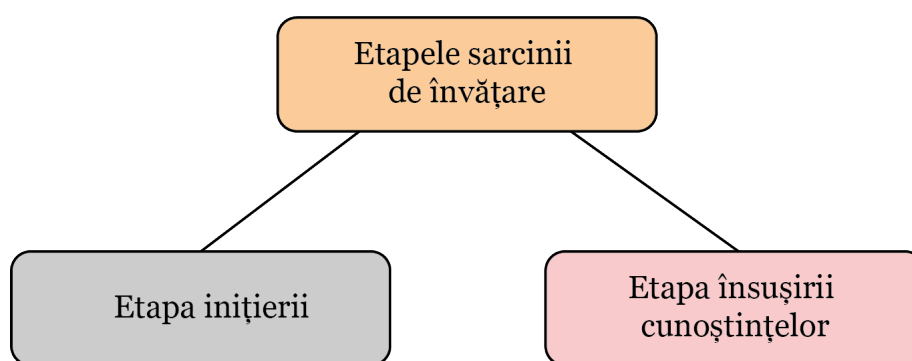 Etapele sarcinii
de învățare
Etapa inițierii
Etapa însușirii
cunoștințelor